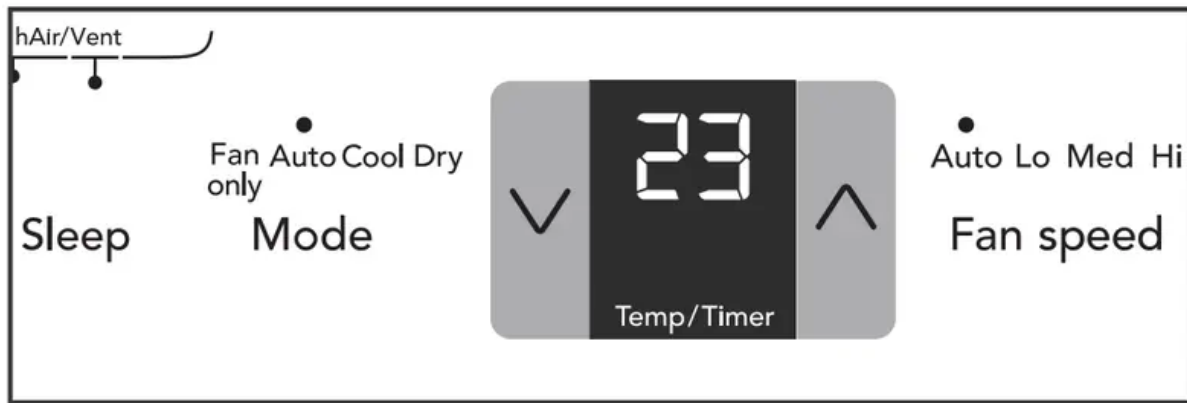 hAir/Vent
Fan only Auto Cool Dry
Sleep
Mode
23
Temp/Timer
Auto Lo Med Hi
Fan speed